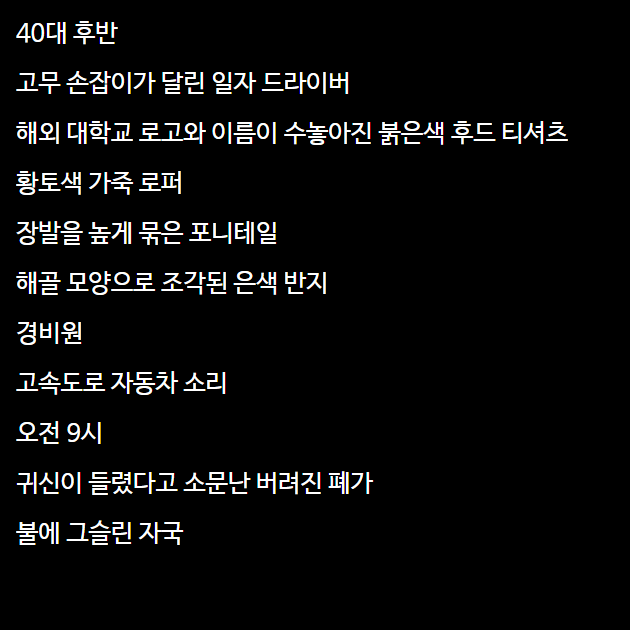 40대 후반
고무 손잡이가 달린 일자 드라이버
해외 대학교 로고와 이름이 수놓아진 붉은색 후드 티셔츠
황토색 가죽 로퍼
장발을 높게 묶은 포니테일
해골 모양으로 조각된 은색 반지
경비원
고속도로 자동차 소리
오전 9시
귀신이 들렸다고 소문난 버려진 폐가
불에 그슬린 자국